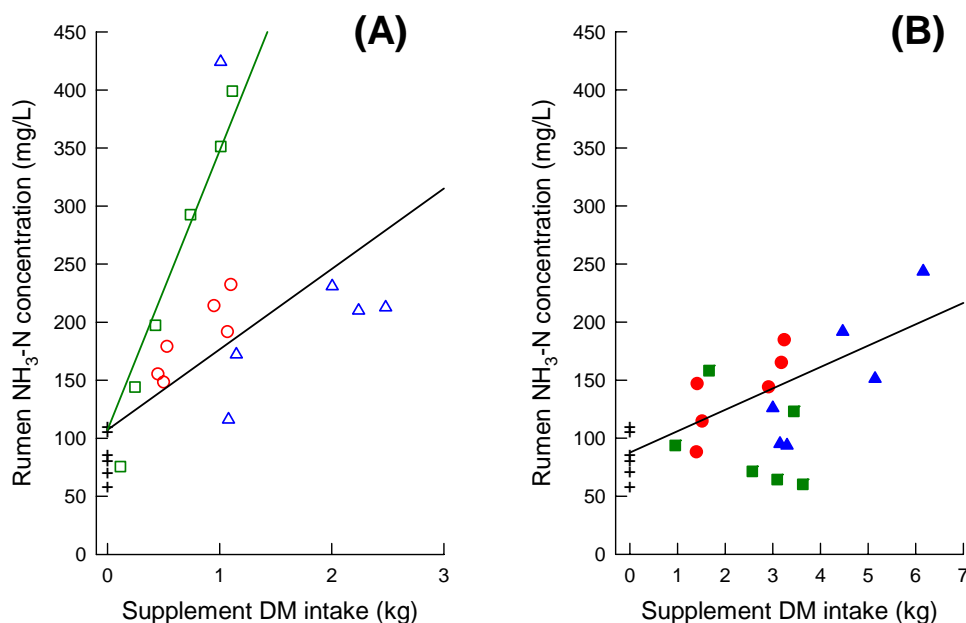 (A)
Rumen NH3-N concentration (mg/L)
450
400
350
300
250
200
150
100
50
0
0 1 2 3
Supplement DM intake (kg)
(B)
Rumen NH3-N concentration (mg/L)
450
400
350
300
250
200
150
100
50
0
0 1 2 3 4 5 6 7
Supplement DM intake (kg)